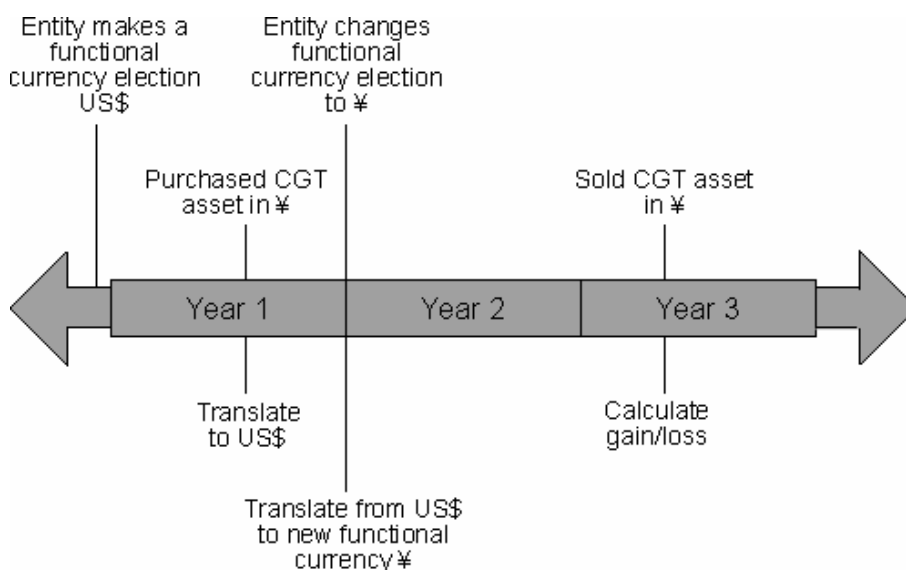 Entity makes a
functional
currency election
US$
Entity changes
functional
currency election
to ¥
Purchased CGT
asset in ¥
Sold CGT asset
in ¥
Year 1
Year 2
Year 3
Translate
to US$
Calculate
gain/loss
Translate from US$
to new functional
currency ¥